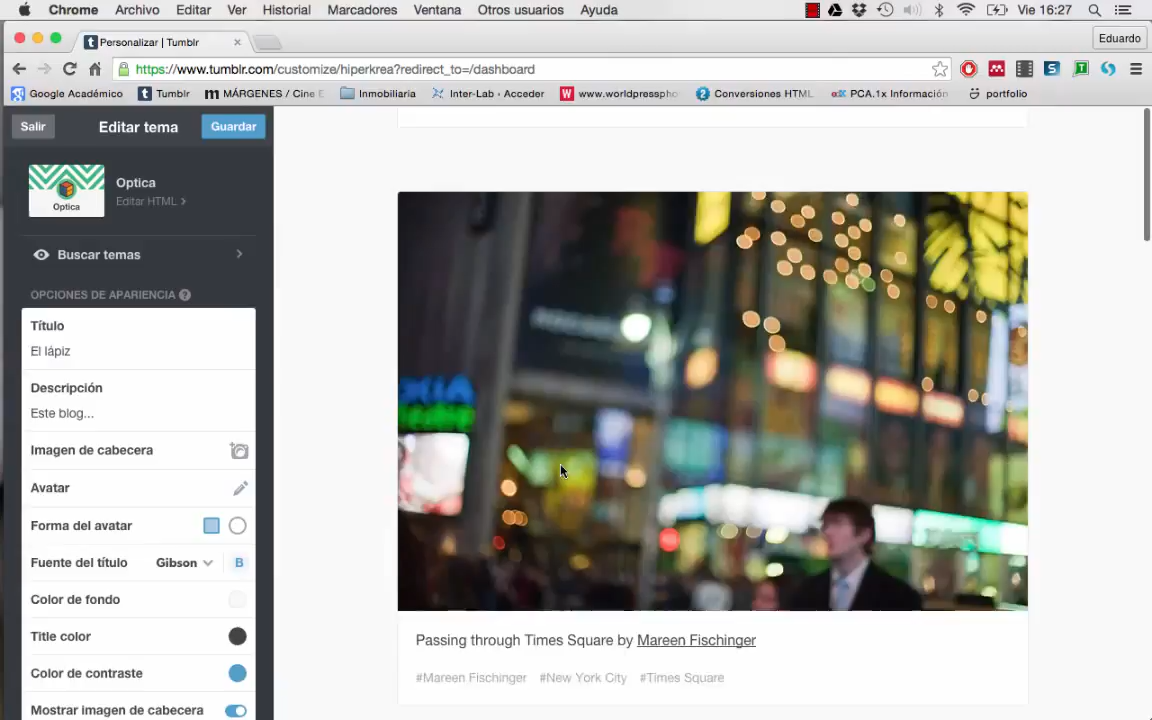 Chrome Archivo Editar Ver Historial Marcadores Ventana Otros usuarios Ayuda Vie 16:27
Personalizar | Tumblr Eduardo
https://www.tumblr.com/customize/hiperkrea?redirect_to=/dashboard
Google Académico Tumblr MÁRGENES / Cine E Inmobiliaria Inter-Lab › Acceder www.worldpresspho Conversiones HTML PCA.1x Información portfolio
Salir Editar tema Guardar
Optica
Editar HTML
Optica
Buscar temas
OPCIONES DE APARIENCIA ?
Título
El lápiz
Descripción
Este blog...
Imagen de cabecera
Avatar
Forma del avatar
Fuente del título Gibson B
Color de fondo
Title color
Color de contraste
Mostrar imagen de cabecera
Passing through Times Square by Mareen Fischinger
#Mareen Fischinger #New York City #Times Square